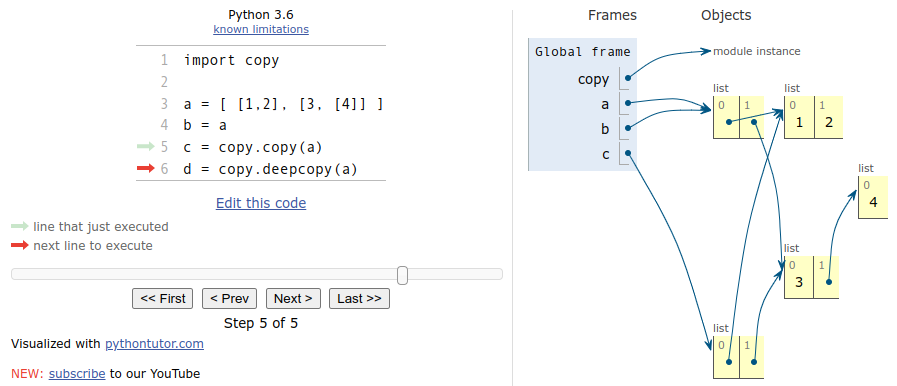 Python 3.6
known limitations
1 import copy
2
3 a = [ [1,2], [3, [4]] ]
4 b = a
5 c = copy.copy(a)
6 d = copy.deepcopy(a)
Edit this code
line that just executed
next line to execute
<< First < Prev Next > Last >>
Step 5 of 5
Visualized with pythontutor.com
NEW: subscribe to our YouTube
Frames Objects
Global frame
copy
a
b
c
module instance
list
0 1
list
0 1
1 2
list
0
4
list
0 1
3
list
0 1